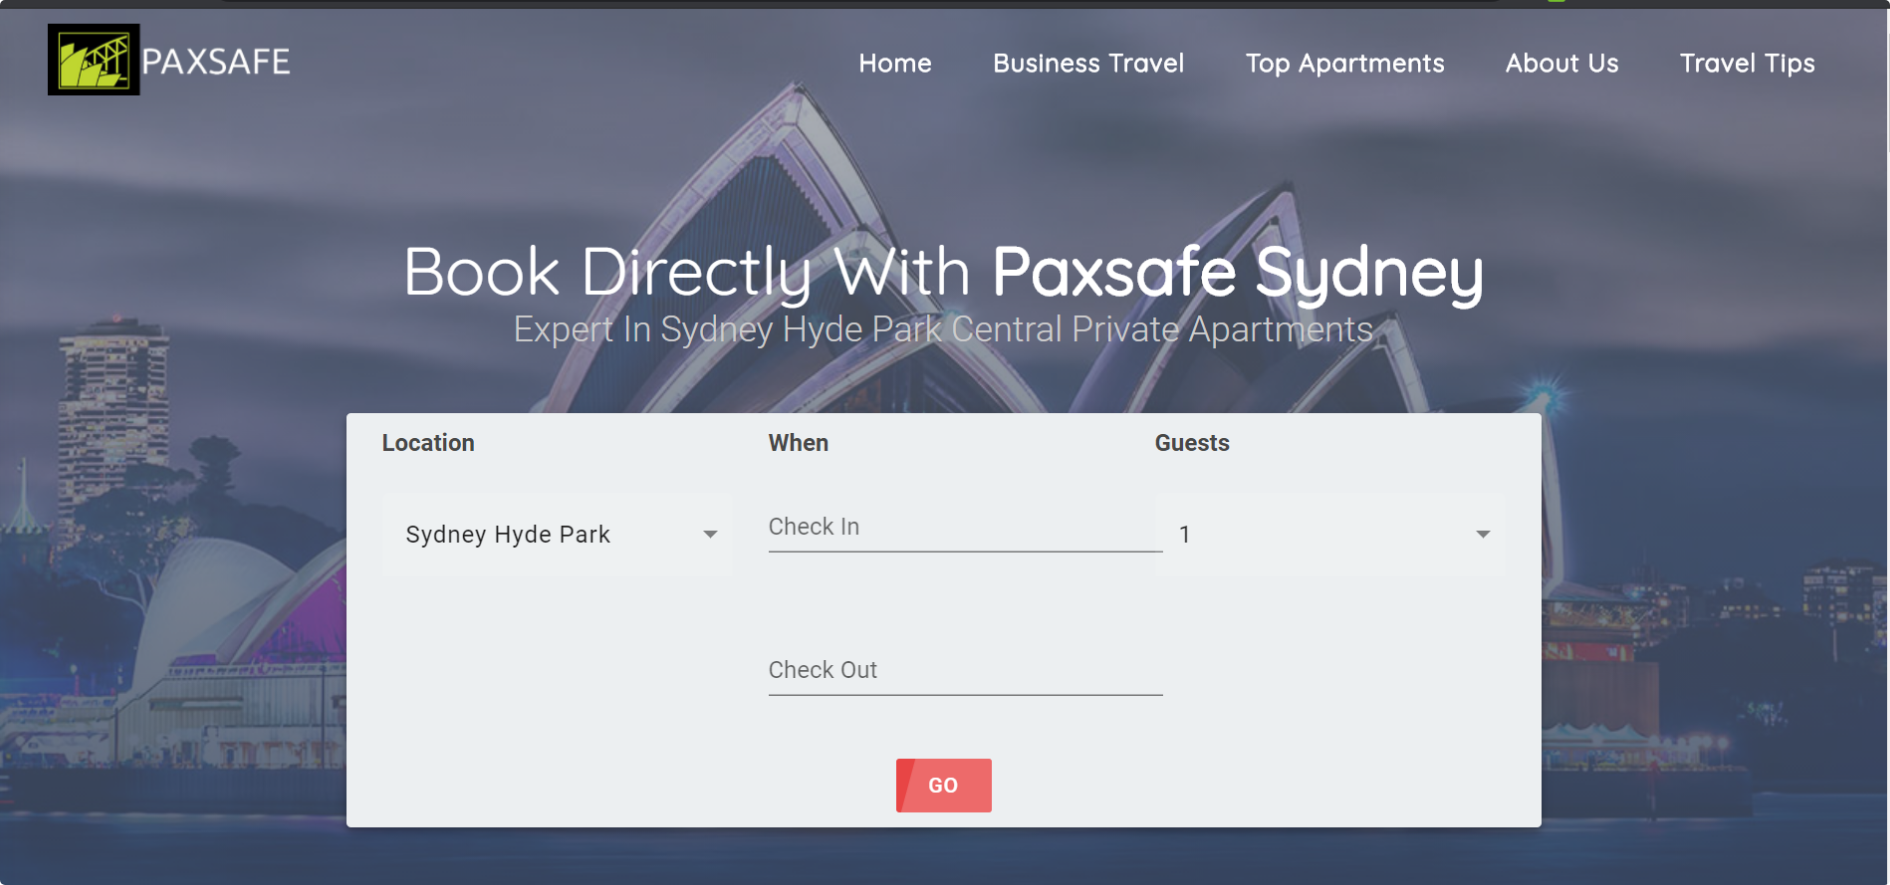 PAXSAFE
Home Business Travel Top Apartments About Us Travel Tips
Book Directly With Paxsafe Sydney
Expert In Sydney Hyde Park Central Private Apartments
Location When Guests
Sydney Hyde Park Check In 1
Check Out
GO